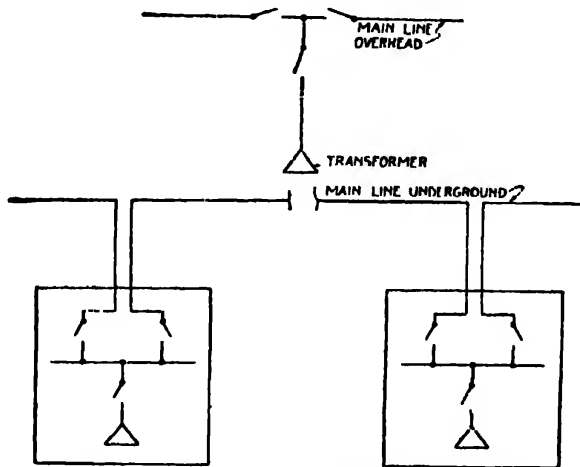 MAIN LINE
OVERHEAD
TRANSFORMER
MAIN LINE UNDERGROUND